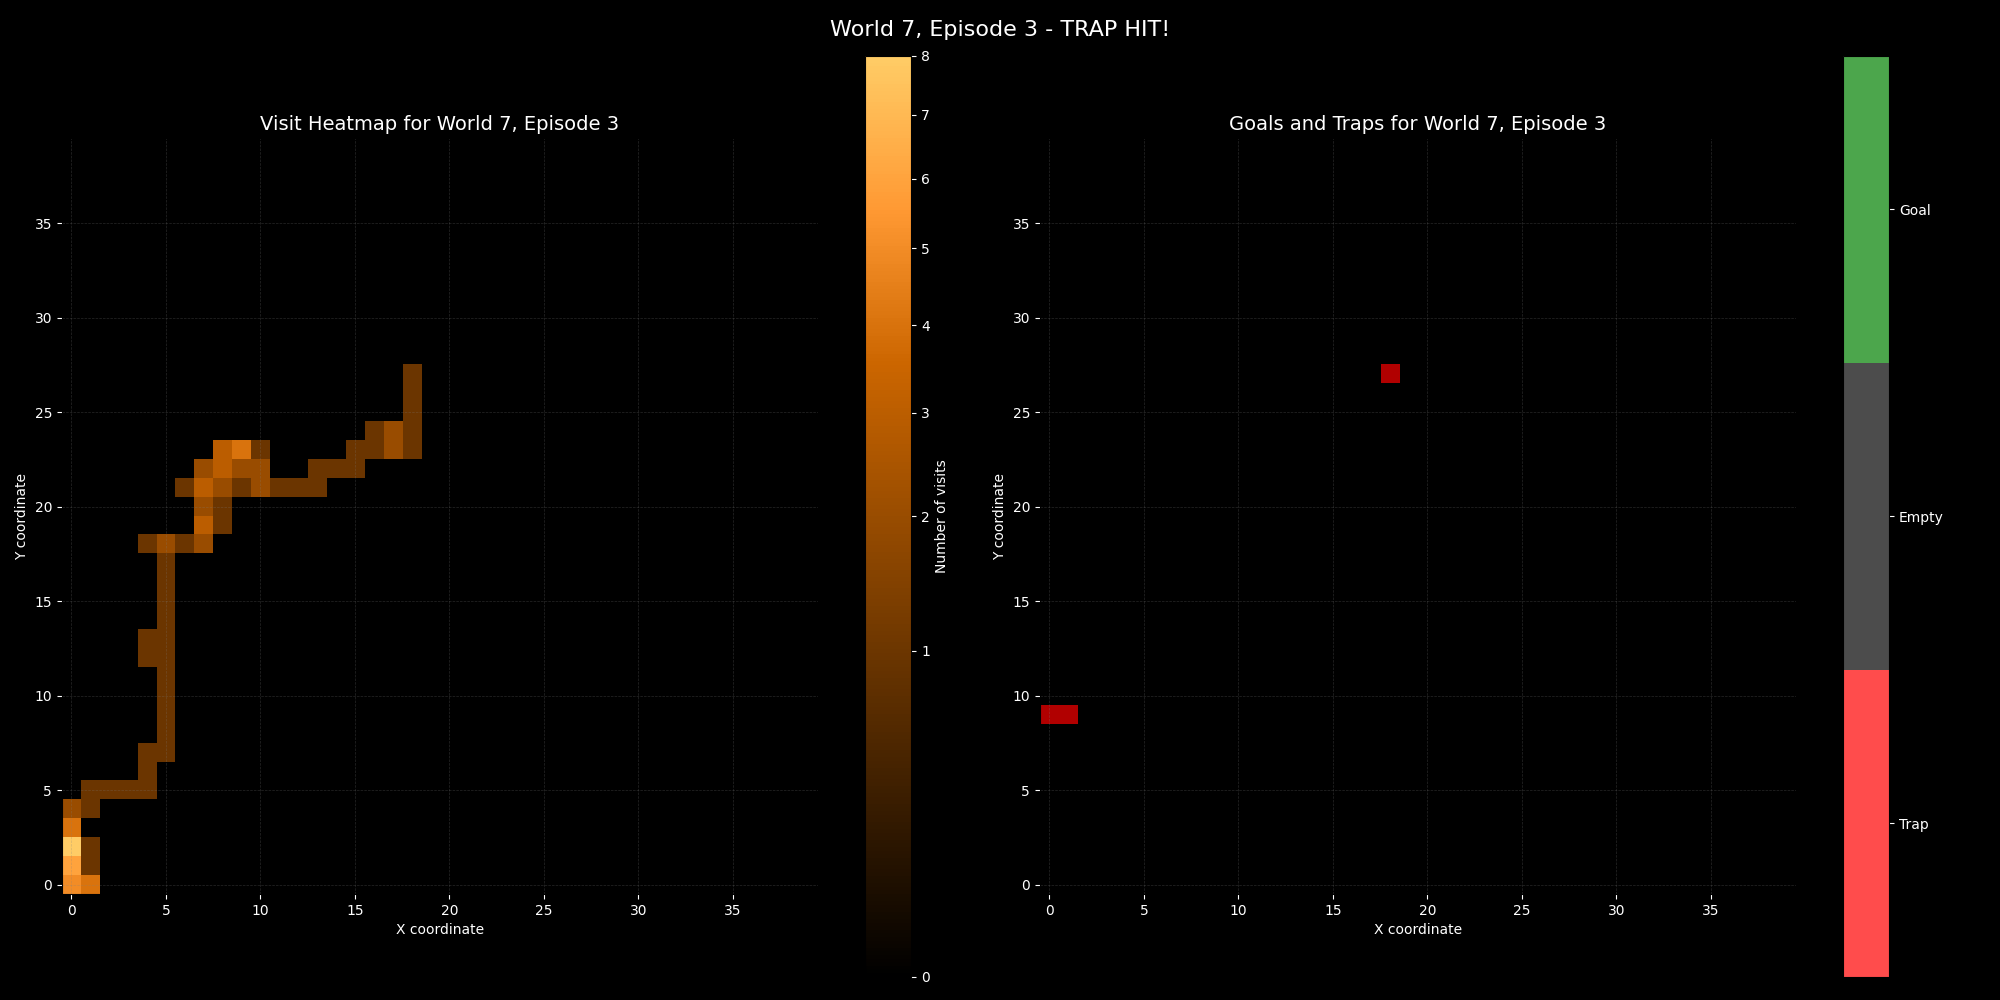 World 7, Episode 3 - TRAP HIT!
Visit Heatmap for World 7, Episode 3
Y coordinate
35
30
25
20
15
10
5
0
0 5 10 15 20 25 30 35
X coordinate
8
7
6
5
4
3
2
1
0
Number of visits
Goals and Traps for World 7, Episode 3
Y coordinate
35
30
25
20
15
10
5
0
0 5 10 15 20 25 30 35
X coordinate
Goal
Empty
Trap